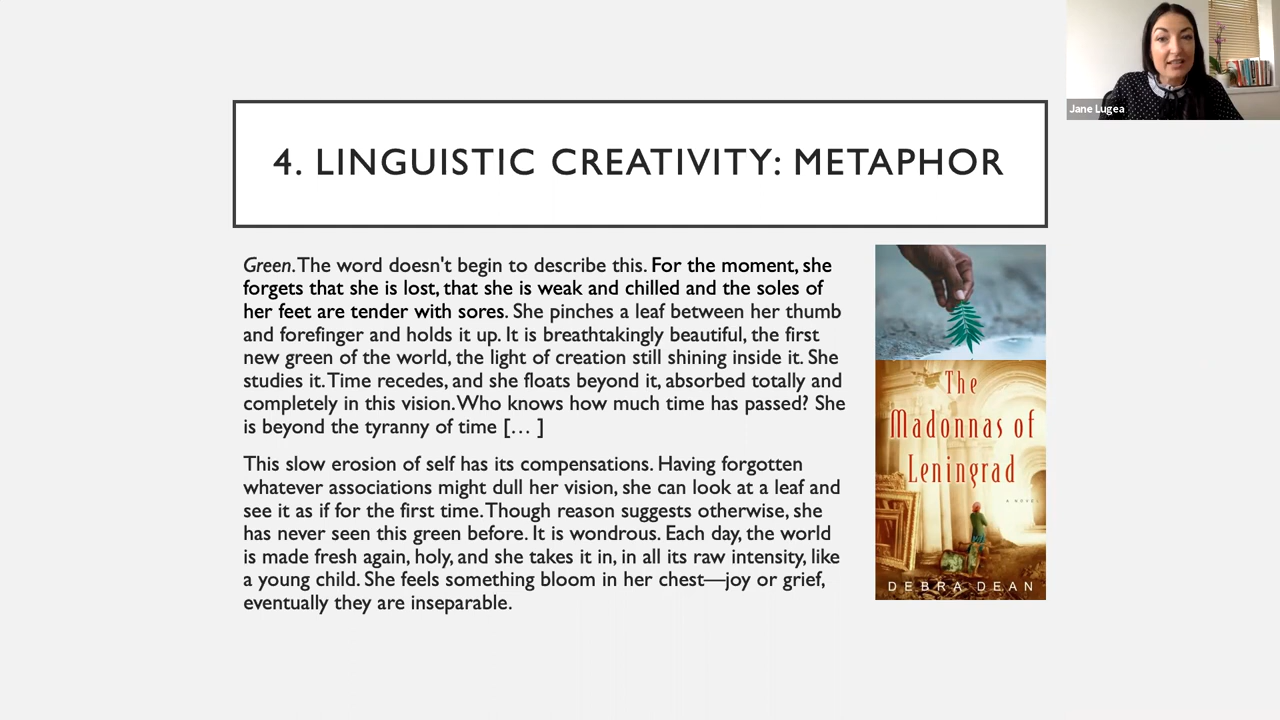 Jane Lugea
4. LINGUISTIC CREATIVITY: METAPHOR
Green. The word doesn't begin to describe this. For the moment, she
forgets that she is lost, that she is weak and chilled and the soles of
her feet are tender with sores. She pinches a leaf between her thumb
and forefinger and holds it up. It is breathtakingly beautiful, the first
new green of the world, the light of creation still shining inside it. She
studies it. Time recedes, and she floats beyond it, absorbed totally and
completely in this vision. Who knows how much time has passed? She
is beyond the tyranny of time [… ]
This slow erosion of self has its compensations. Having forgotten
whatever associations might dull her vision, she can look at a leaf and
see it as if for the first time. Though reason suggests otherwise, she
has never seen this green before. It is wondrous. Each day, the world
is made fresh again, holy, and she takes it in, in all its raw intensity, like
a young child. She feels something bloom in her chest—joy or grief,
eventually they are inseparable.
The
Madonnas of
Leningrad
A NOVEL
DEBRA DEAN